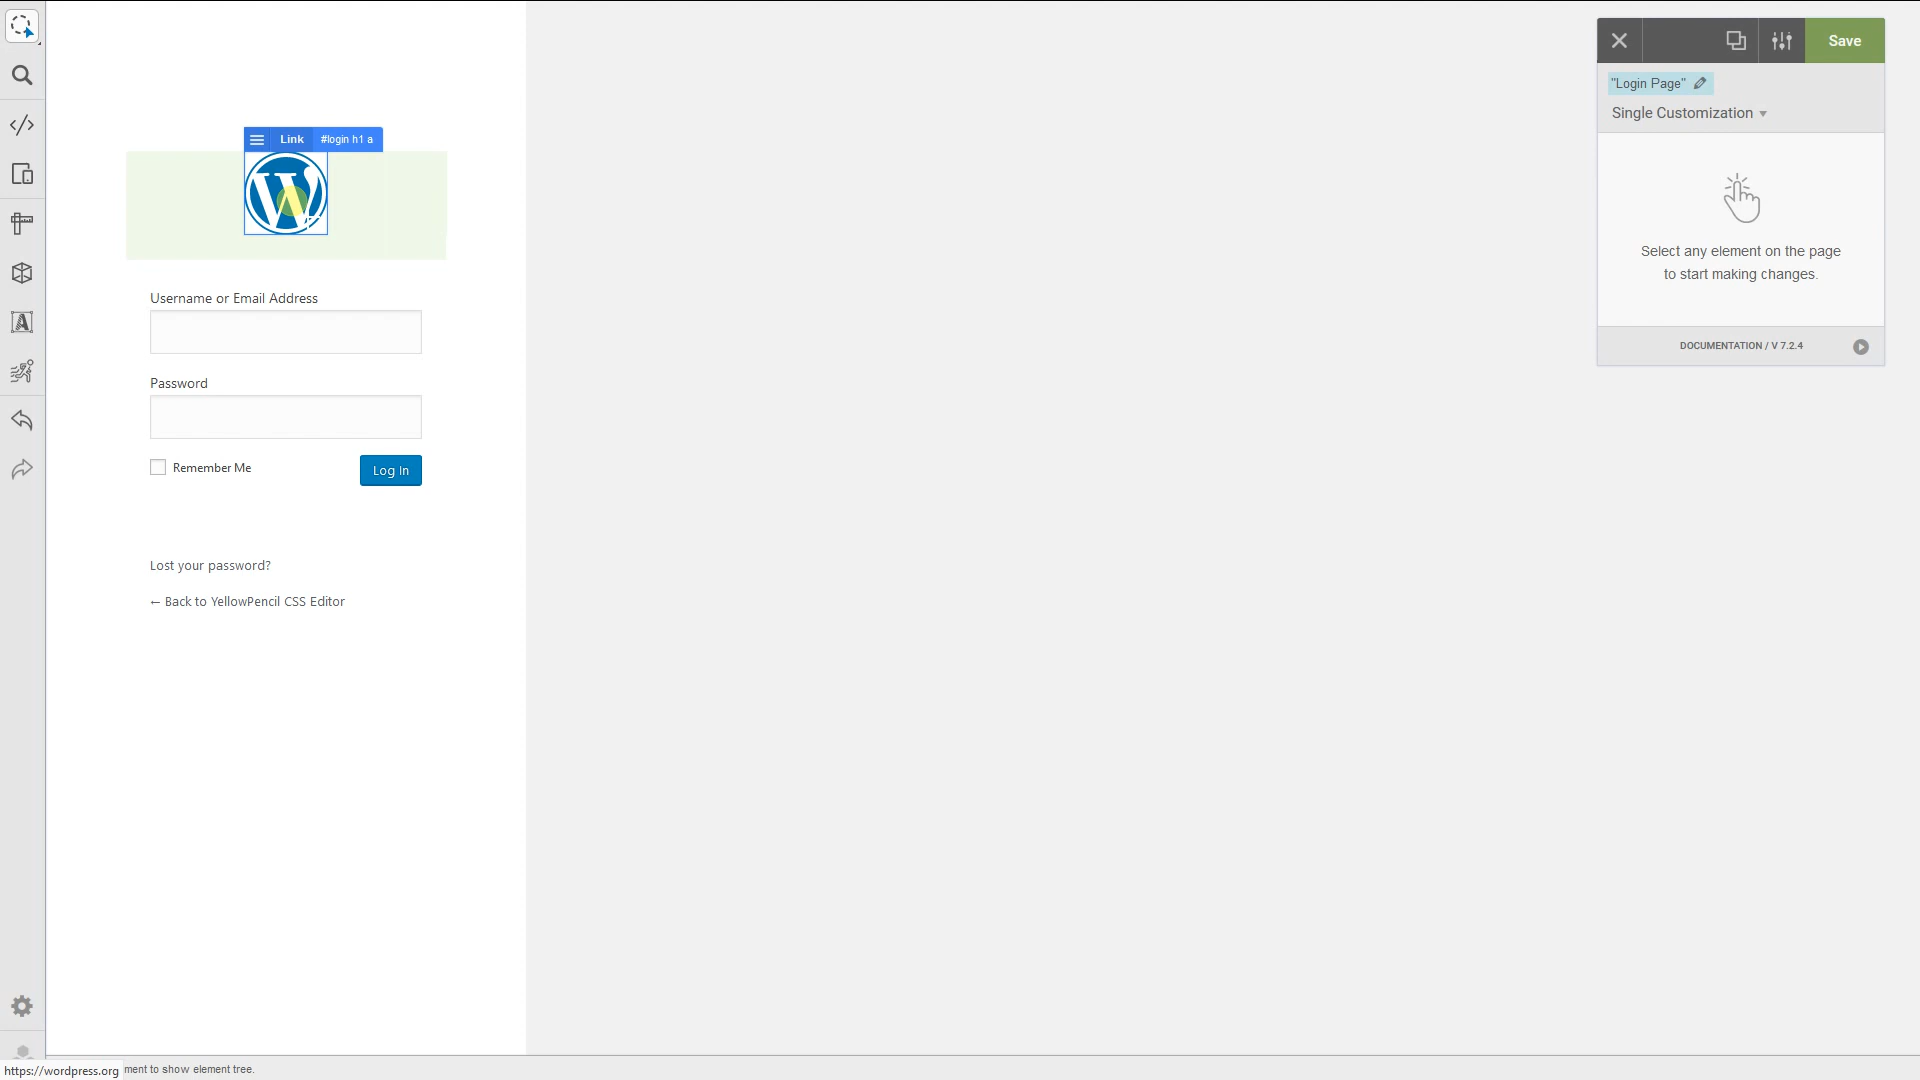 Save
"Login Page"
Single Customization
Select any element on the page
to start making changes.
DOCUMENTATION / V 7.2.4
Link #login h1 a
Username or Email Address
Password
Remember Me
Log In
Lost your password?
← Back to YellowPencil CSS Editor
https://wordpress.org
ment to show element tree.